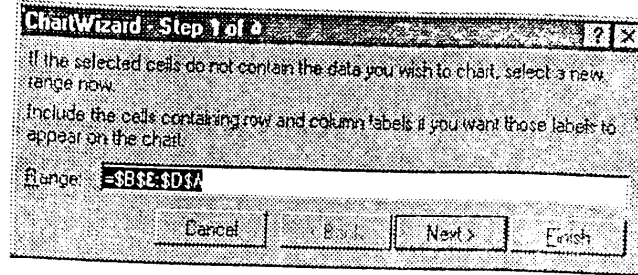 ChartWizard - Step 1 of
If the selected cells do not contain the data you wish to chart, select a new
range now.
Include the cells containing row and column labels if you want those labels to
appear on the chart.
Range:
Cancel Next > Finish